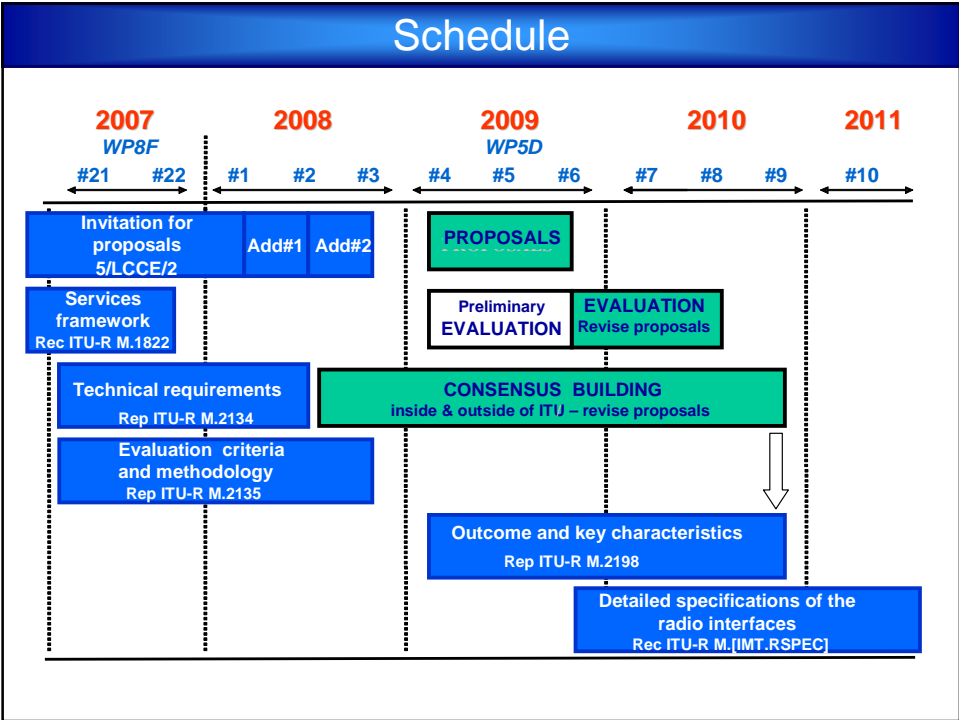 Schedule
2007 2008 2009 2010 2011
WP8F WP5D
#21 #22 #1 #2 #3 #4 #5 #6 #7 #8 #9 #10
Invitation for
proposals
5/LCCE/2
Add#1 Add#2
PROPOSALS
Services
framework
Rec ITU-R M.1822
Preliminary
EVALUATION
EVALUATION
Revise proposals
Technical requirements
Rep ITU-R M.2134
CONSENSUS BUILDING
inside & outside of ITU – revise proposals
Evaluation criteria
and methodology
Rep ITU-R M.2135
Outcome and key characteristics
Rep ITU-R M.2198
Detailed specifications of the
radio interfaces
Rec ITU-R M.[IMT.RSPEC]